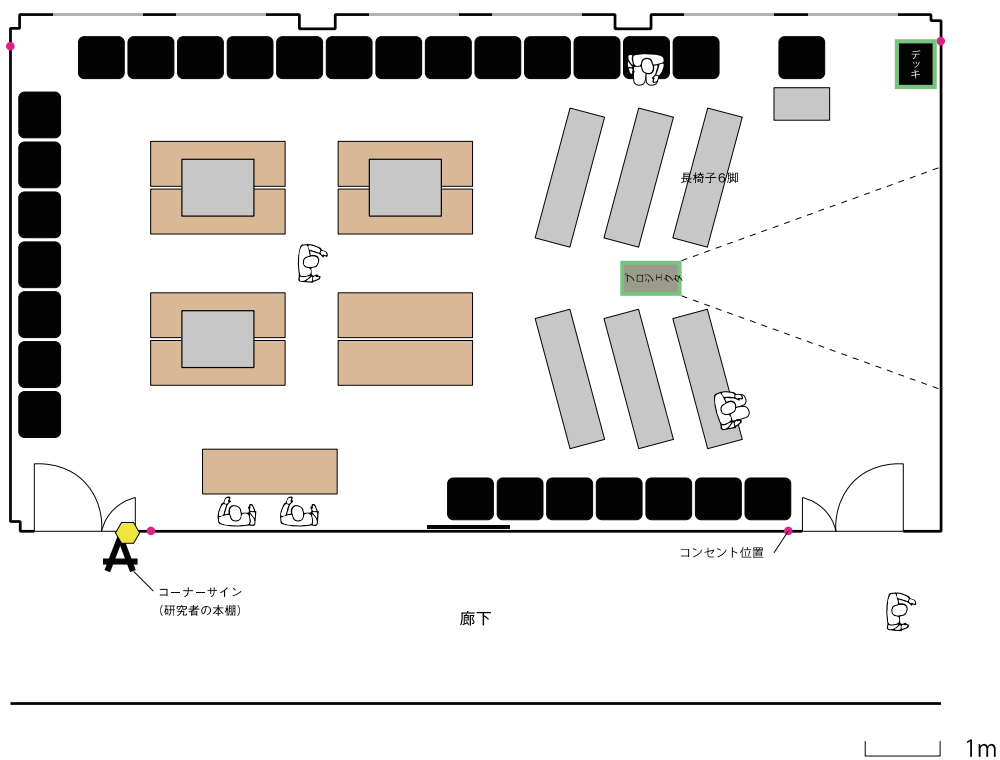 デッキ
長椅子6脚
プロジェクタ
コンセント位置
コーナーサイン
(研究者の本棚)
廊下
1m